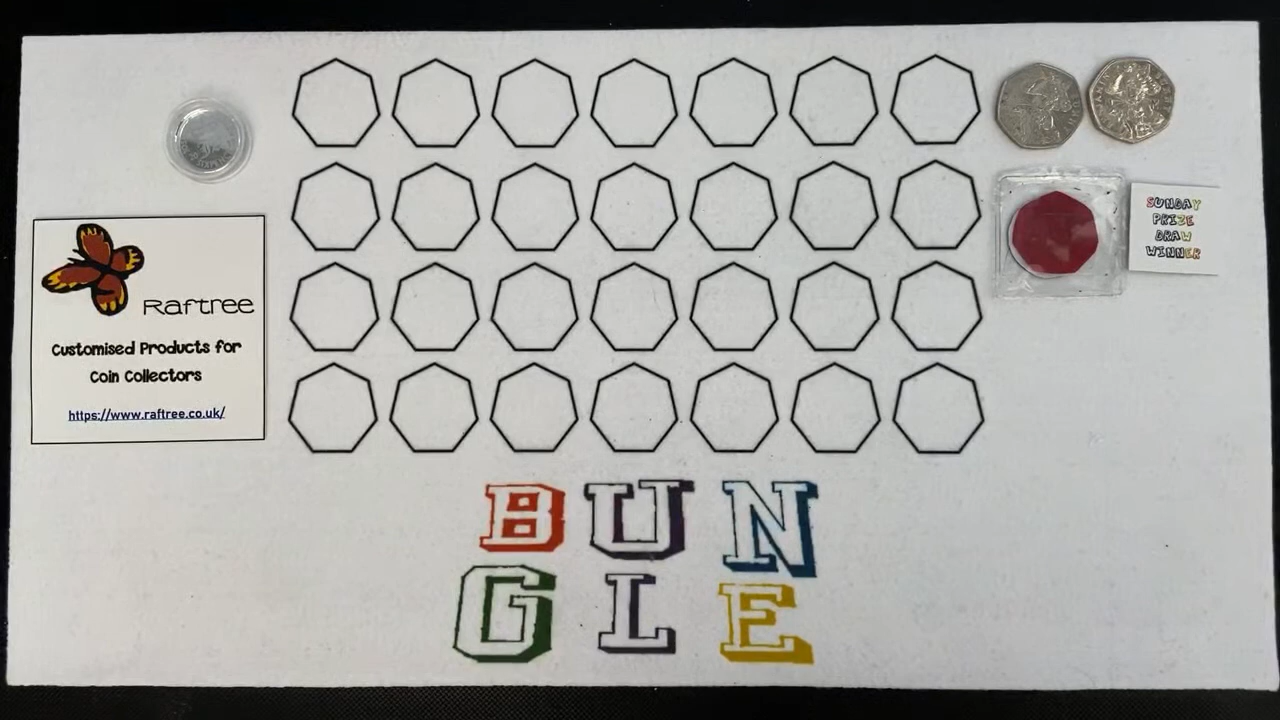 Raftree
Customised Products for
Coin Collectors
https://www.raftree.co.uk/
SUNDAY
PRIZE
DRAW
WINNER
BUN
GLE